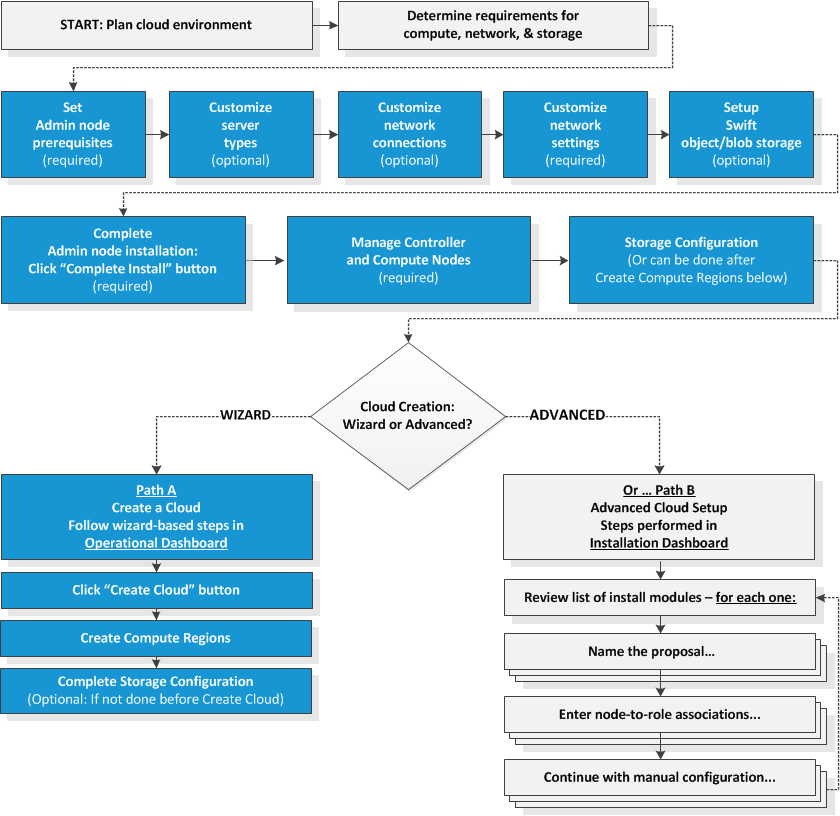 START: Plan cloud environment
Determine requirements for
compute, network, & storage
Set
Admin node
prerequisites
(required)
Customize
server
types
(optional)
Customize
network
connections
(optional)
Customize
network
settings
(required)
Setup
Swift
object/blob storage
(optional)
Complete
Admin node installation:
Click “Complete Install” button
(required)
Manage Controller
and Compute Nodes
(required)
Storage Configuration
(Or can be done after
Create Compute Regions below)
Cloud Creation:
Wizard or Advanced?
WIZARD
ADVANCED
Path A
Create a Cloud
Follow wizard-based steps in
Operational Dashboard
Click “Create Cloud” button
Create Compute Regions
Complete Storage Configuration
(Optional: If not done before Create Cloud)
Or ... Path B
Advanced Cloud Setup
Steps performed in
Installation Dashboard
Review list of install modules – for each one:
Name the proposal...
Enter node-to-role associations...
Continue with manual configuration...